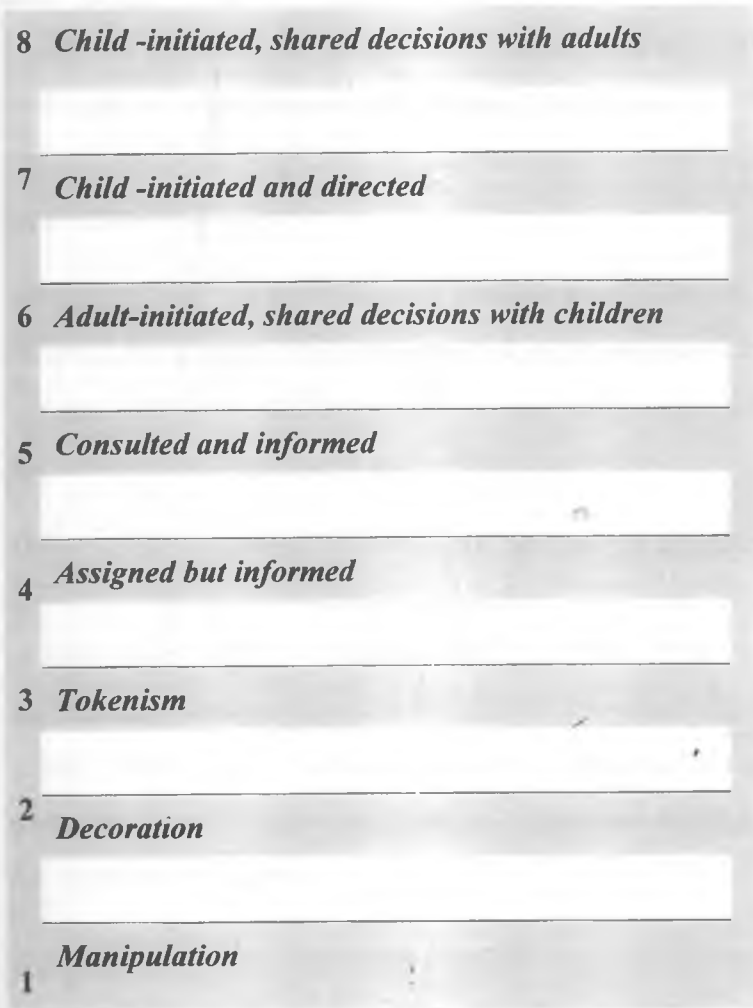 8 Child -initiated, shared decisions with adults
7 Child -initiated and directed
6 Adult-initiated, shared decisions with children
5 Consulted and informed
4 Assigned but informed
3 Tokenism
2 Decoration
1 Manipulation